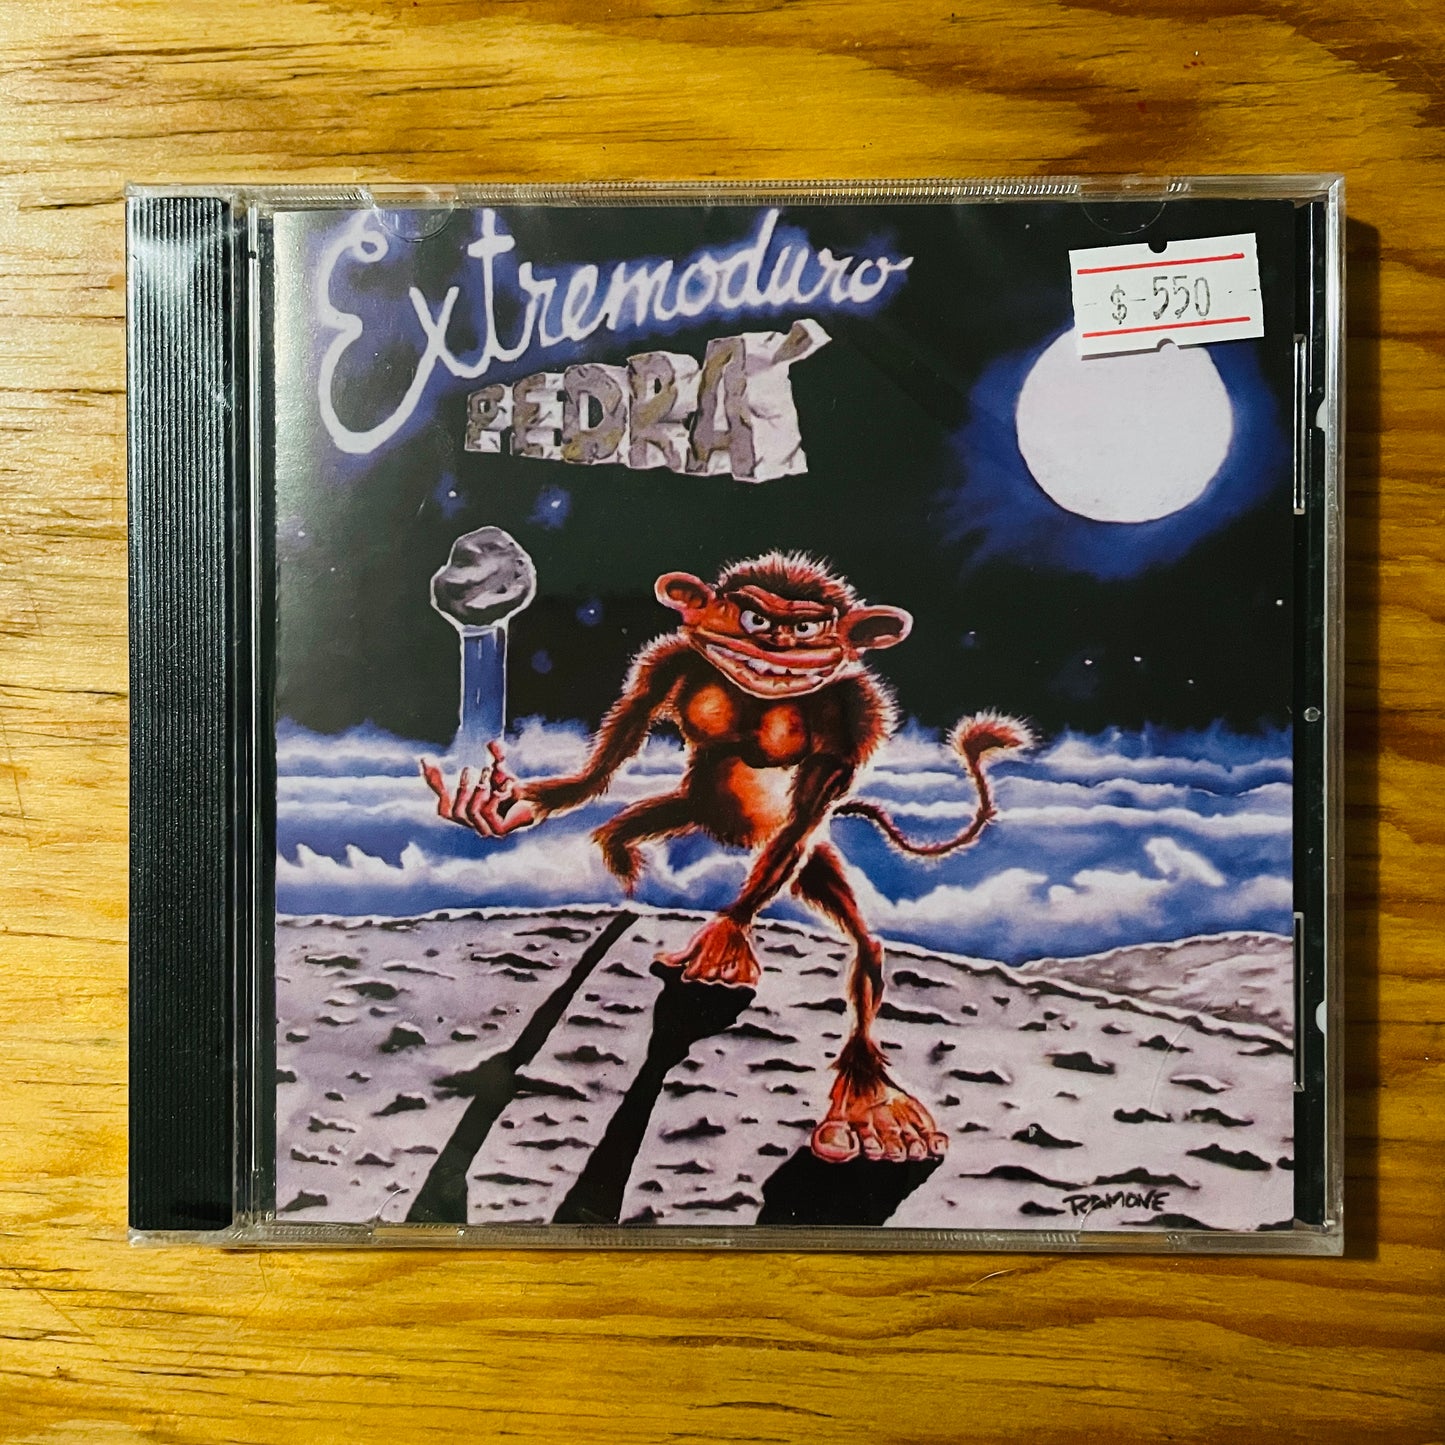 Extremoduro
PEDRÁ
$-550
RAMONE